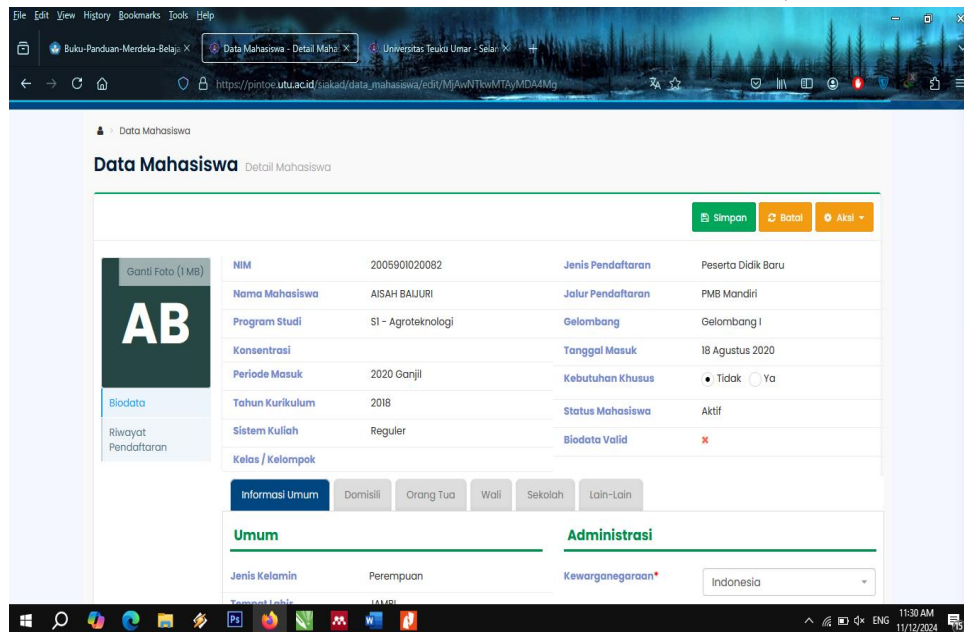 File Edit View History Bookmarks Tools Help
Buku-Panduan-Merdeka-Belaja
Data Mahasiswa - Detail Maha
Universitas Teuku Umar - Selan
https://pintoe.utu.ac.id/siakad/data_mahasiswa/edit/MjAwNTkwMTAyMDA4Mg
Data Mahasiswa
Data Mahasiswa Detail Mahasiswa
Simpan Batal Aksi
Ganti Foto (1 MB)
AB
Biodata
Riwayat
Pendaftaran
NIM 2005901020082
Nama Mahasiswa AISAH BAIJURI
Program Studi S1 - Agroteknologi
Konsentrasi
Periode Masuk 2020 Ganjil
Tahun Kurikulum 2018
Sistem Kuliah Reguler
Kelas / Kelompok
Jenis Pendaftaran Peserta Didik Baru
Jalur Pendaftaran PMB Mandiri
Gelombang Gelombang I
Tanggal Masuk 18 Agustus 2020
Kebutuhan Khusus Tidak Ya
Status Mahasiswa Aktif
Biodata Valid
Informasi Umum Domisili Orang Tua Wali Sekolah Lain-Lain
Umum
Jenis Kelamin Perempuan
Tempat Lahir JAMBI
Administrasi
Kewarganegaraan* Indonesia
Ps
ENG
11:30 AM
11/12/2024
15